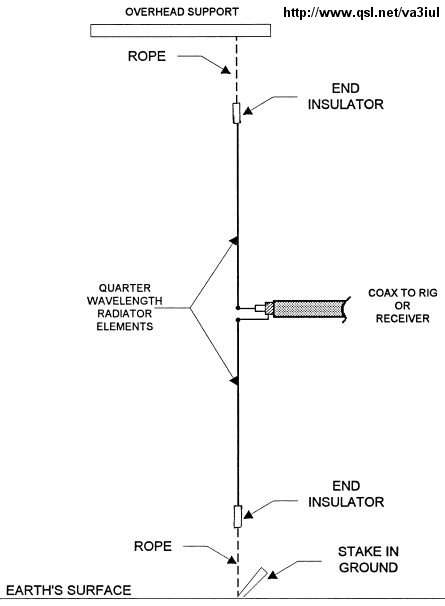 OVERHEAD SUPPORT
http://www.qsl.net/va3iul
ROPE
END
INSULATOR
QUARTER
WAVELENGTH
RADIATOR
ELEMENTS
COAX TO RIG
OR
RECEIVER
END
INSULATOR
ROPE
STAKE IN
GROUND
EARTH'S SURFACE